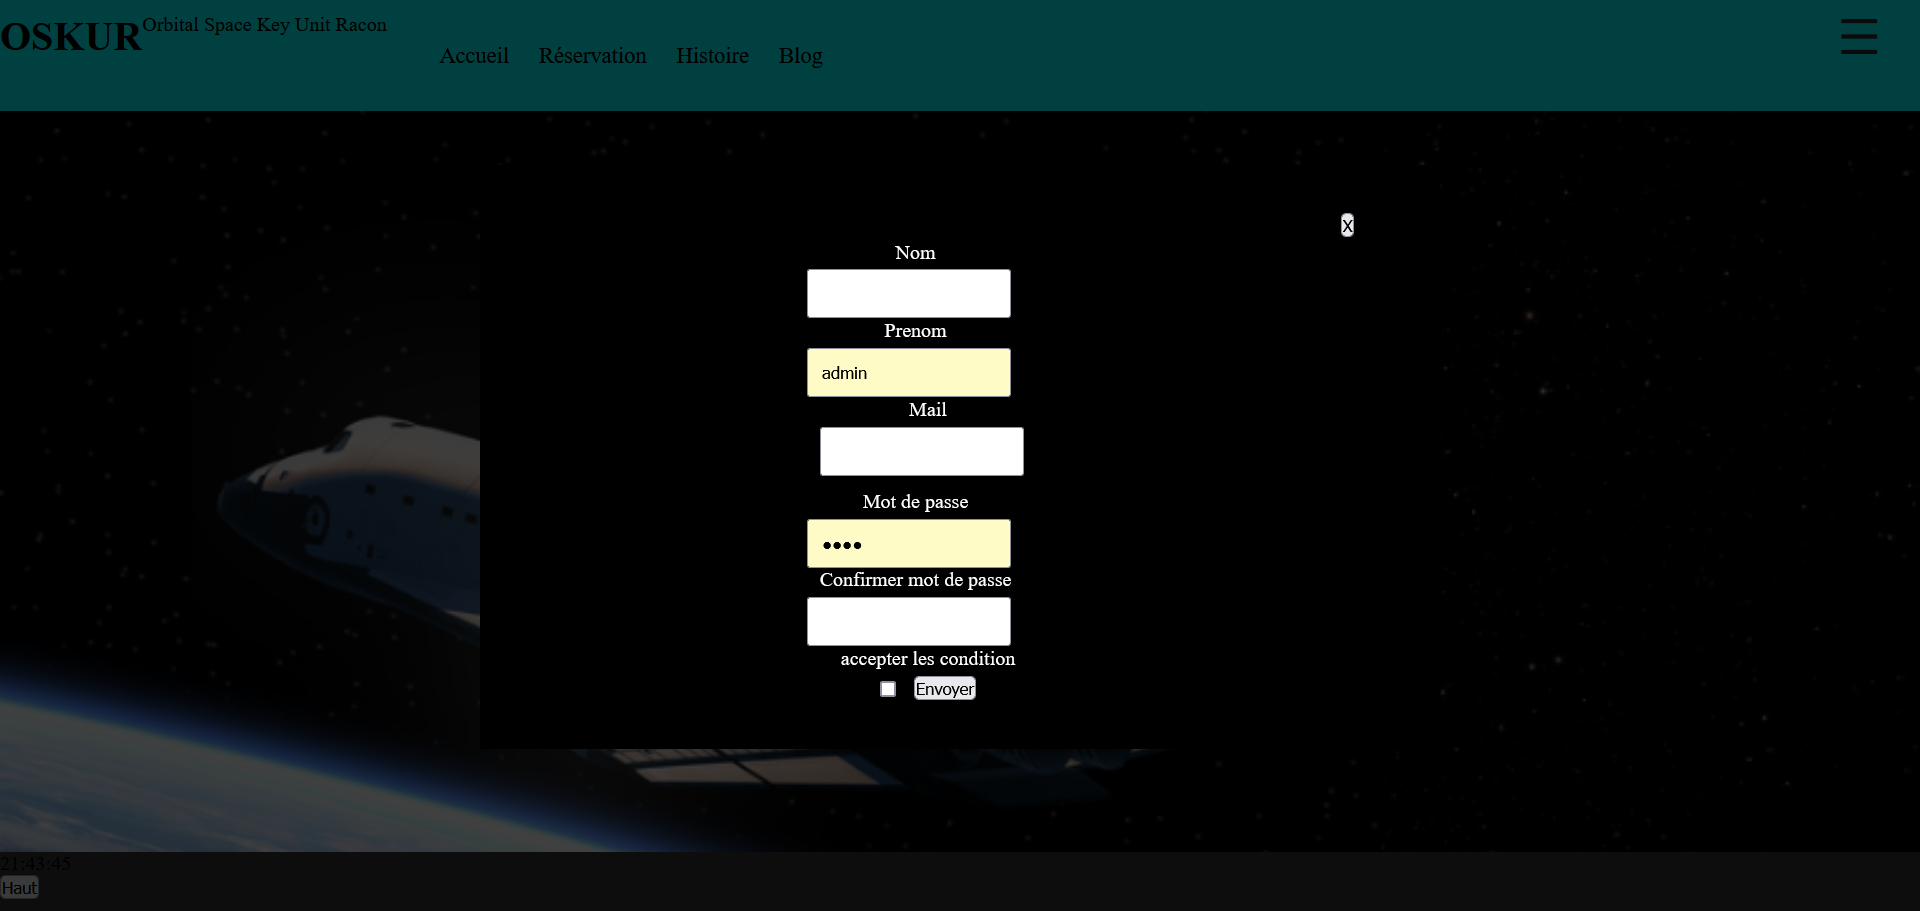 OSKUR Orbital Space Key Unit Racon
Accueil Réservation Histoire Blog
X
Nom
Prenom
admin
Mail
Mot de passe
••••
Confirmer mot de passe
accepter les condition
Envoyer
21:43:45
Haut